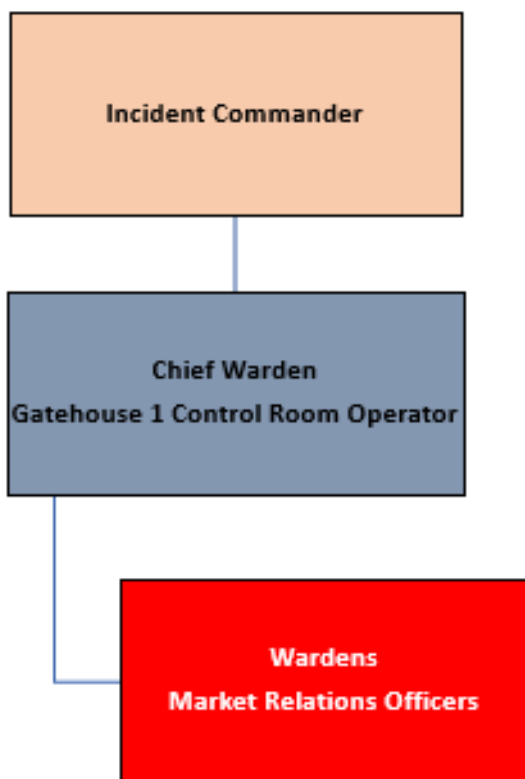 Incident Commander
Chief Warden
Gatehouse 1 Control Room Operator
Wardens
Market Relations Officers